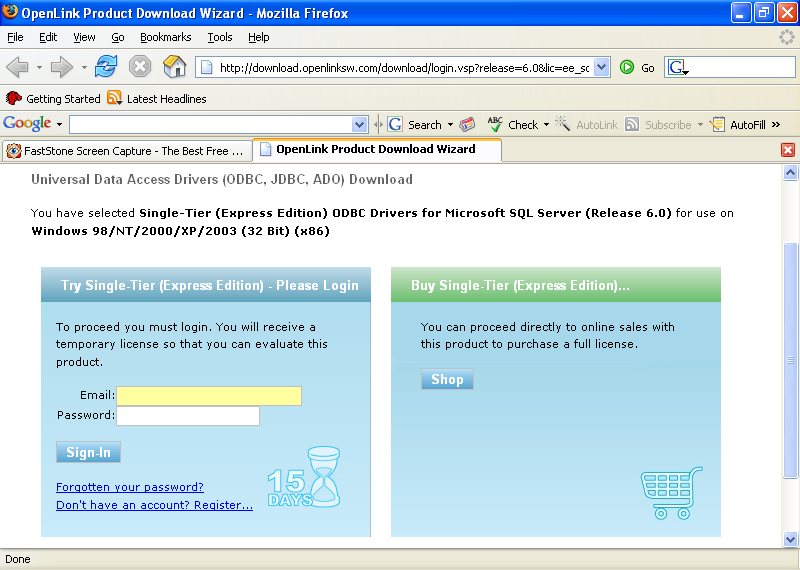 OpenLink Product Download Wizard - Mozilla Firefox
File Edit View Go Bookmarks Tools Help
http://download.openlinksw.com/download/login.vsp?release=6.0&lic=ee_sc Go G
Getting Started Latest Headlines
Google G Search ABC Check AutoLink Subscribe AutoFill »
FastStone Screen Capture - The Best Free ... OpenLink Product Download Wizard
Universal Data Access Drivers (ODBC, JDBC, ADO) Download
You have selected Single-Tier (Express Edition) ODBC Drivers for Microsoft SQL Server (Release 6.0) for use on
Windows 98/NT/2000/XP/2003 (32 Bit) (x86)
Try Single-Tier (Express Edition) - Please Login
To proceed you must login. You will receive a
temporary license so that you can evaluate this
product.
Email:
Password:
Sign-In
Forgotten your password?
Don't have an account? Register...
15
DAYS
Buy Single-Tier (Express Edition)...
You can proceed directly to online sales with
this product to purchase a full license.
Shop
Done